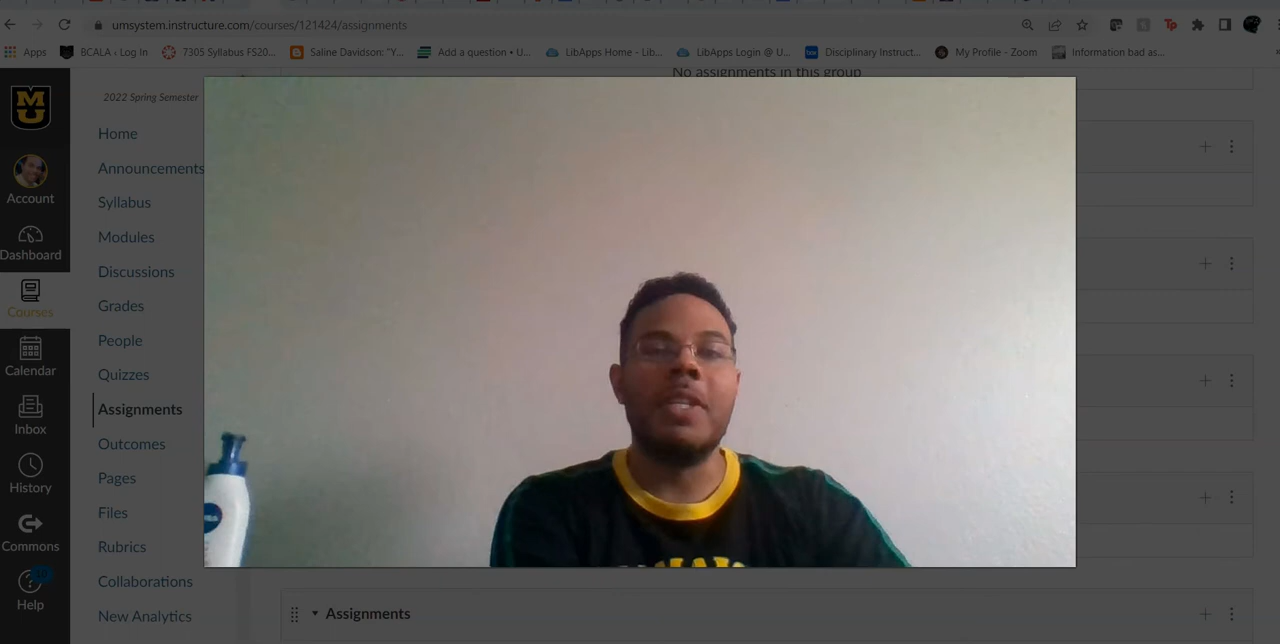 umsystem.instructure.com/courses/121424/assignments
Apps
BCALA ‹ Log In
7305 Syllabus FS20...
Saline Davidson: "Y...
Add a question • U...
LibApps Home - Lib...
LibApps Login @ U...
Disciplinary Instruct...
My Profile - Zoom
Information bad as...
No assignments in this group
2022 Spring Semester
MU
Account
Dashboard
Courses
Calendar
Inbox
History
Commons
Help
Home
Announcements
Syllabus
Modules
Discussions
Grades
People
Quizzes
Assignments
Outcomes
Pages
Files
Rubrics
Collaborations
New Analytics
Assignments